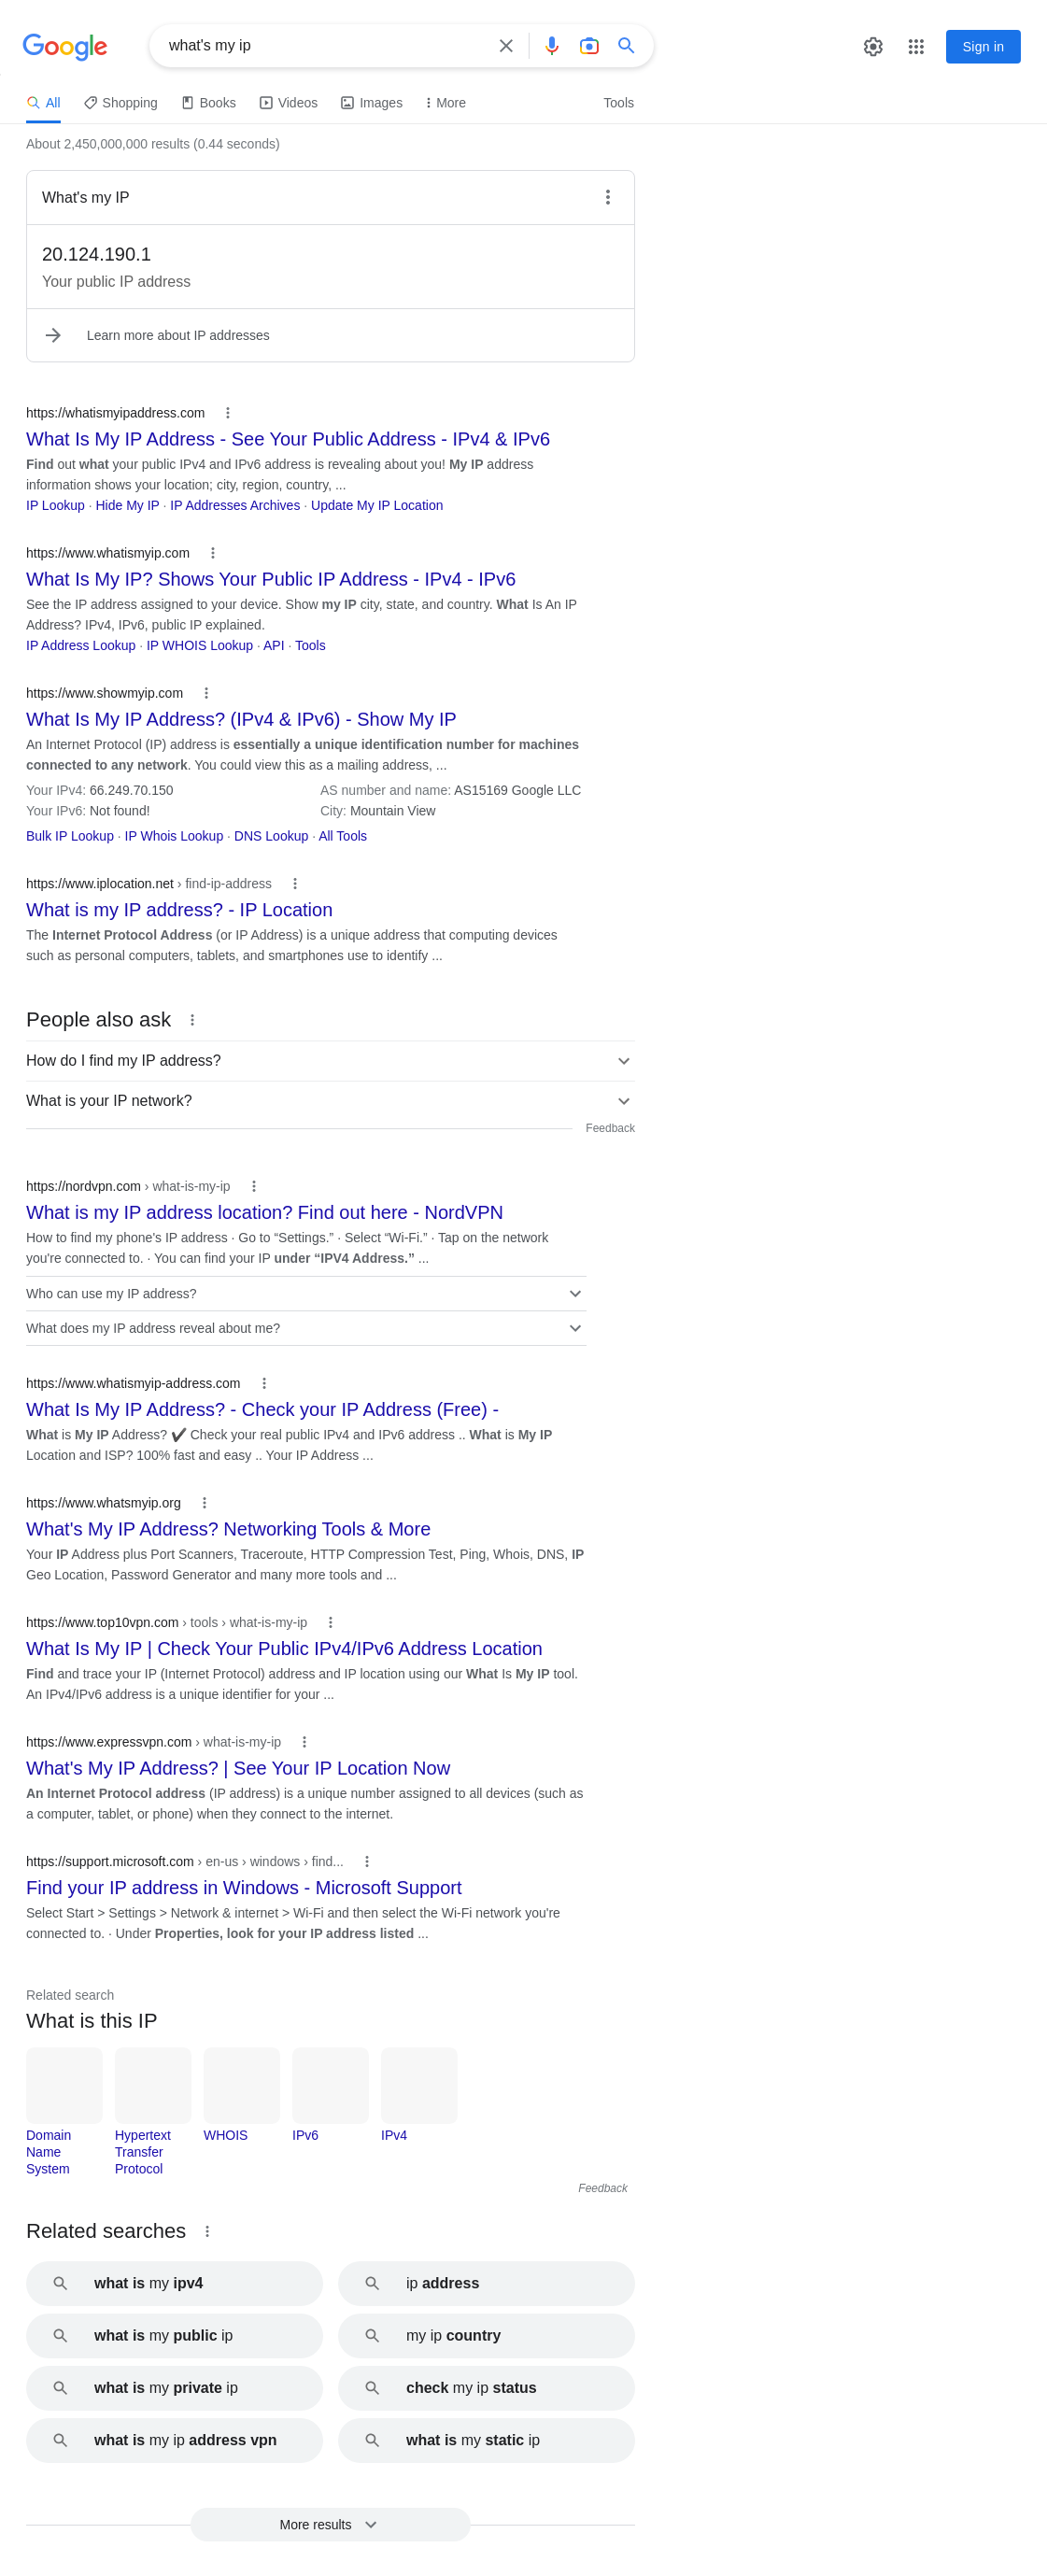 Google
what's my ip
Sign in
All
Shopping
Books
Videos
Images
More
Tools
About 2,450,000,000 results (0.44 seconds)
What's my IP
20.124.190.1
Your public IP address
Learn more about IP addresses
https://whatismyipaddress.com
What Is My IP Address - See Your Public Address - IPv4 & IPv6
Find out what your public IPv4 and IPv6 address is revealing about you! My IP address
information shows your location; city, region, country, ...
IP Lookup · Hide My IP · IP Addresses Archives · Update My IP Location
https://www.whatismyip.com
What Is My IP? Shows Your Public IP Address - IPv4 - IPv6
See the IP address assigned to your device. Show my IP city, state, and country. What Is An IP
Address? IPv4, IPv6, public IP explained.
IP Address Lookup · IP WHOIS Lookup · API · Tools
https://www.showmyip.com
What Is My IP Address? (IPv4 & IPv6) - Show My IP
An Internet Protocol (IP) address is essentially a unique identification number for machines
connected to any network. You could view this as a mailing address, ...
Your IPv4: 66.249.70.150
AS number and name: AS15169 Google LLC
Your IPv6: Not found!
City: Mountain View
Bulk IP Lookup · IP Whois Lookup · DNS Lookup · All Tools
https://www.iplocation.net › find-ip-address
What is my IP address? - IP Location
The Internet Protocol Address (or IP Address) is a unique address that computing devices
such as personal computers, tablets, and smartphones use to identify ...
People also ask
How do I find my IP address?
What is your IP network?
Feedback
https://nordvpn.com › what-is-my-ip
What is my IP address location? Find out here - NordVPN
How to find my phone's IP address · Go to “Settings.” · Select “Wi-Fi.” · Tap on the network
you're connected to. · You can find your IP under “IPV4 Address.” ...
Who can use my IP address?
What does my IP address reveal about me?
https://www.whatismyip-address.com
What Is My IP Address? - Check your IP Address (Free) -
What is My IP Address? ✔ Check your real public IPv4 and IPv6 address .. What is My IP
Location and ISP? 100% fast and easy .. Your IP Address ...
https://www.whatsmyip.org
What's My IP Address? Networking Tools & More
Your IP Address plus Port Scanners, Traceroute, HTTP Compression Test, Ping, Whois, DNS, IP
Geo Location, Password Generator and many more tools and ...
https://www.top10vpn.com › tools › what-is-my-ip
What Is My IP | Check Your Public IPv4/IPv6 Address Location
Find and trace your IP (Internet Protocol) address and IP location using our What Is My IP tool.
An IPv4/IPv6 address is a unique identifier for your ...
https://www.expressvpn.com › what-is-my-ip
What's My IP Address? | See Your IP Location Now
An Internet Protocol address (IP address) is a unique number assigned to all devices (such as
a computer, tablet, or phone) when they connect to the internet.
https://support.microsoft.com › en-us › windows › find...
Find your IP address in Windows - Microsoft Support
Select Start > Settings > Network & internet > Wi-Fi and then select the Wi-Fi network you're
connected to. · Under Properties, look for your IP address listed ...
Related search
What is this IP
Domain
Name
System
Hypertext
Transfer
Protocol
WHOIS
IPv6
IPv4
Feedback
Related searches
what is my ipv4
ip address
what is my public ip
my ip country
what is my private ip
check my ip status
what is my ip address vpn
what is my static ip
More results